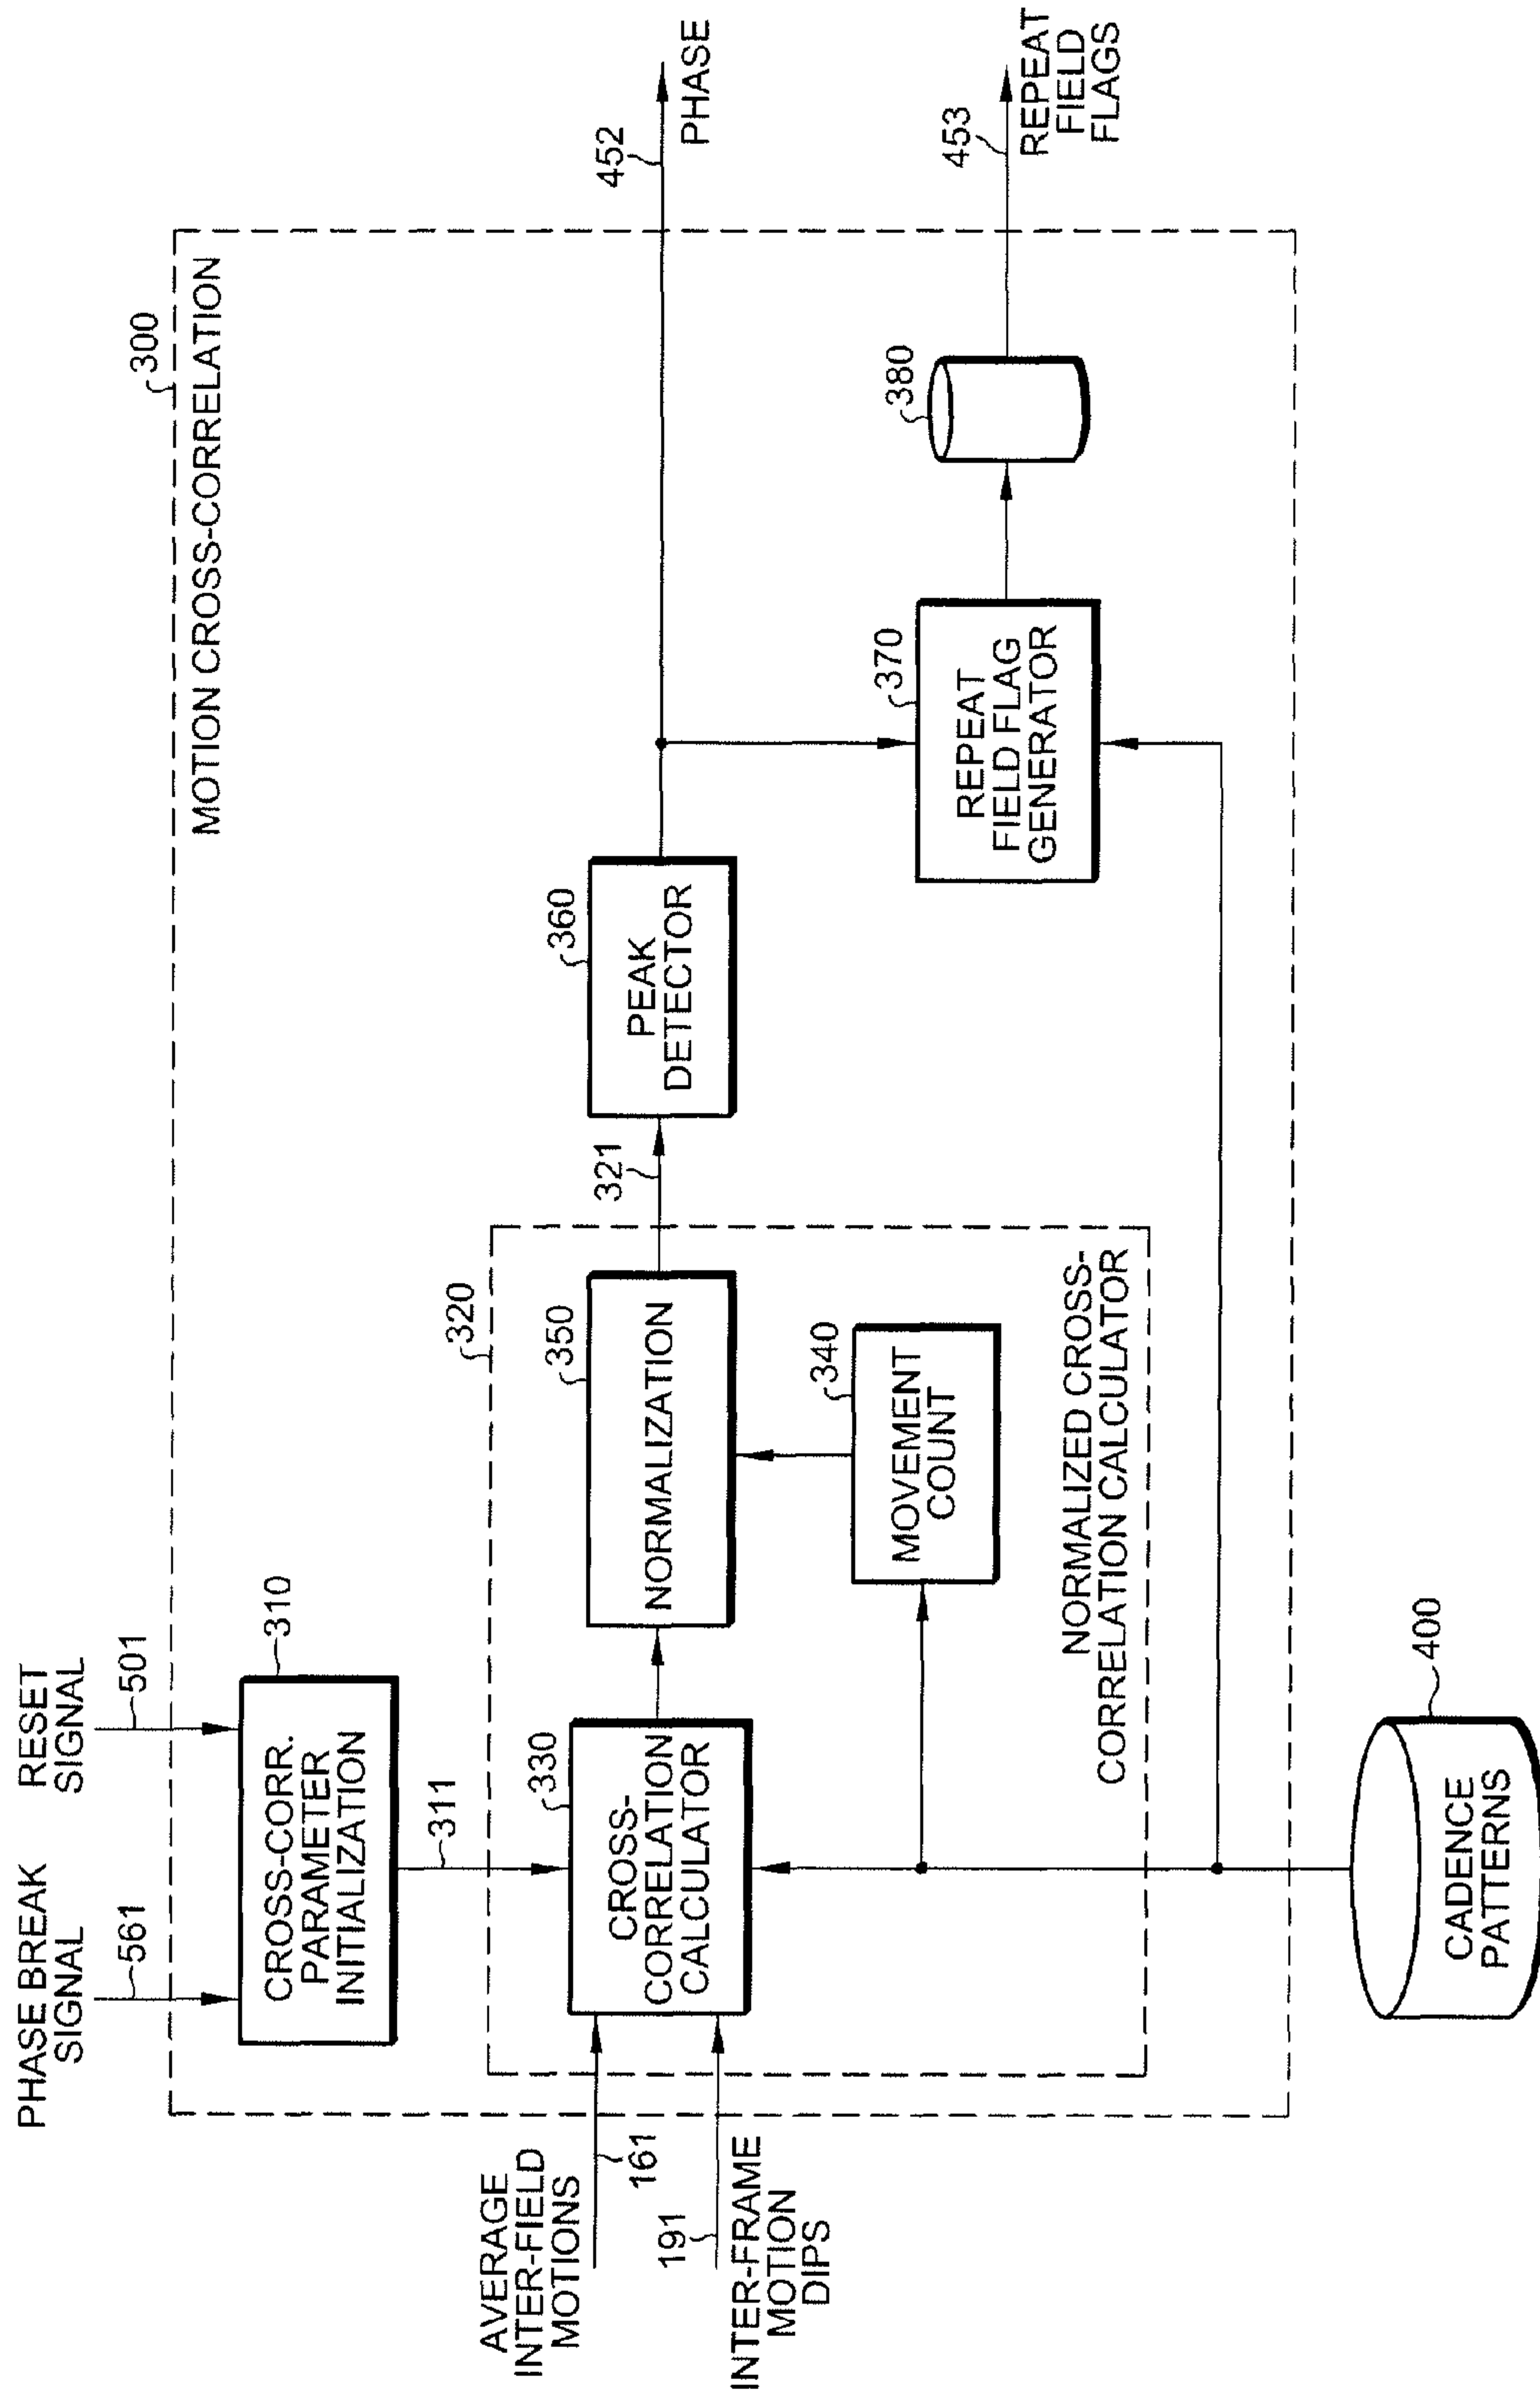 PHASE BREAK
SIGNAL
561
RESET
SIGNAL
501
300
MOTION CROSS-CORRELATION
CROSS-CORR.
PARAMETER
INITIALIZATION
310
311
320
AVERAGE
INTER-FIELD
MOTIONS
161
191
INTER-FRAME
MOTION
DIPS
330
CROSS-
CORRELATION
CALCULATOR
350
NORMALIZATION
340
MOVEMENT
COUNT
NORMALIZED CROSS-
CORRELATION CALCULATOR
321
360
PEAK
DETECTOR
452
PHASE
370
REPEAT
FIELD FLAG
GENERATOR
380
453
REPEAT
FIELD
FLAGS
400
CADENCE
PATTERNS